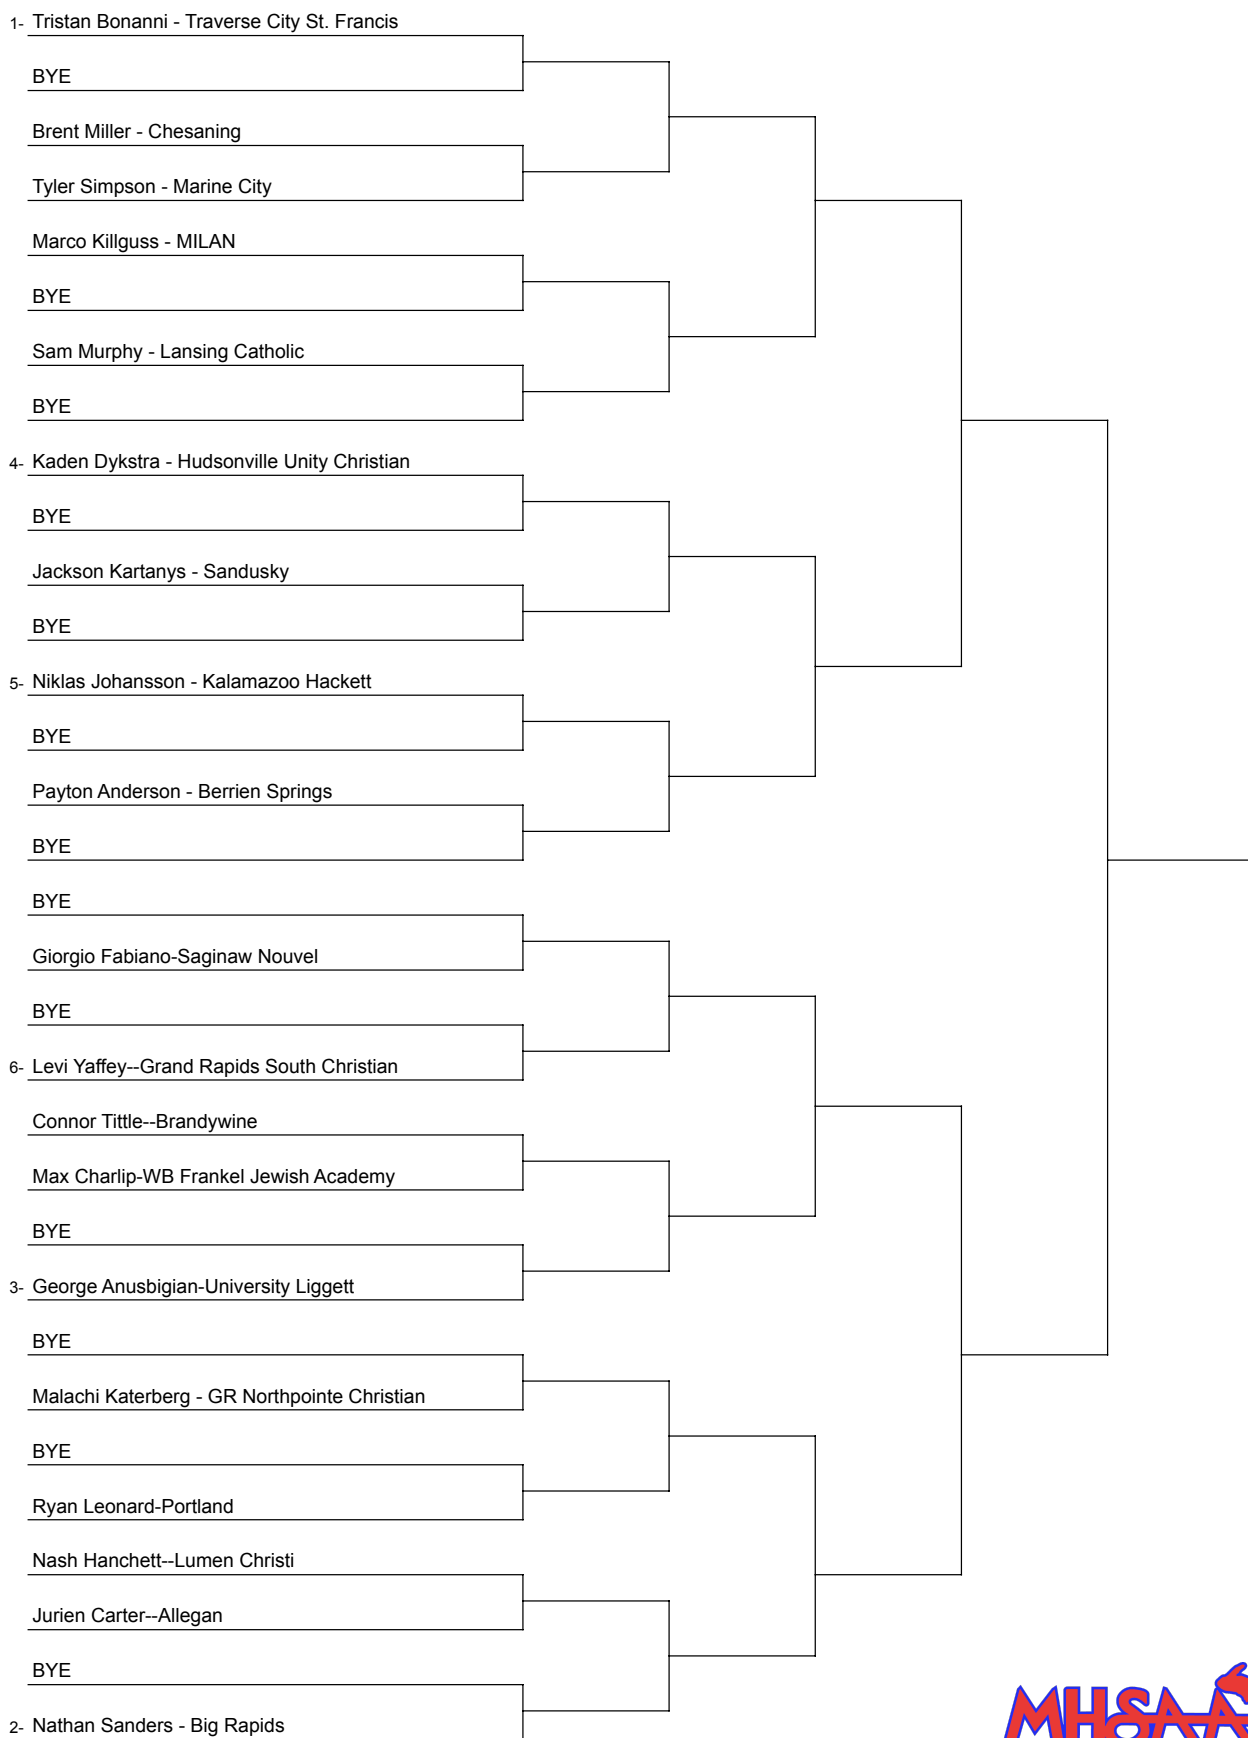 1- Tristan Bonanni - Traverse City St. Francis
BYE
Brent Miller - Chesaning
Tyler Simpson - Marine City
Marco Killguss - MILAN
BYE
Sam Murphy - Lansing Catholic
BYE
4- Kaden Dykstra - Hudsonville Unity Christian
BYE
Jackson Kartanys - Sandusky
BYE
5- Niklas Johansson - Kalamazoo Hackett
BYE
Payton Anderson - Berrien Springs
BYE
BYE
Giorgio Fabiano-Saginaw Nouvel
BYE
6- Levi Yaffey--Grand Rapids South Christian
Connor Tittle--Brandywine
Max Charlip-WB Frankel Jewish Academy
BYE
3- George Anusbigian-University Liggett
BYE
Malachi Katerberg - GR Northpointe Christian
BYE
Ryan Leonard-Portland
Nash Hanchett--Lumen Christi
Jurien Carter--Allegan
BYE
2- Nathan Sanders - Big Rapids
MHSAA